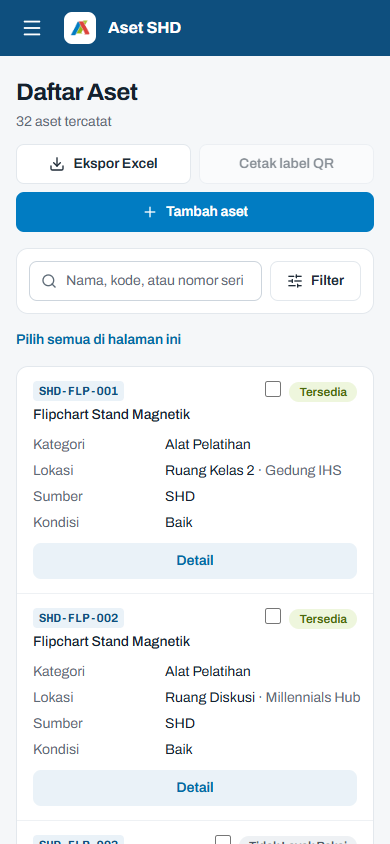 Aset SHD
Daftar Aset
32 aset tercatat
Ekspor Excel
Cetak label QR
Tambah aset
Nama, kode, atau nomor seri
Filter
Pilih semua di halaman ini
SHD-FLP-001
Tersedia
Flipchart Stand Magnetik
Kategori Alat Pelatihan
Lokasi Ruang Kelas 2 · Gedung IHS
Sumber SHD
Kondisi Baik
Detail
SHD-FLP-002
Tersedia
Flipchart Stand Magnetik
Kategori Alat Pelatihan
Lokasi Ruang Diskusi · Millennials Hub
Sumber SHD
Kondisi Baik
Detail
SHD-FLP-003